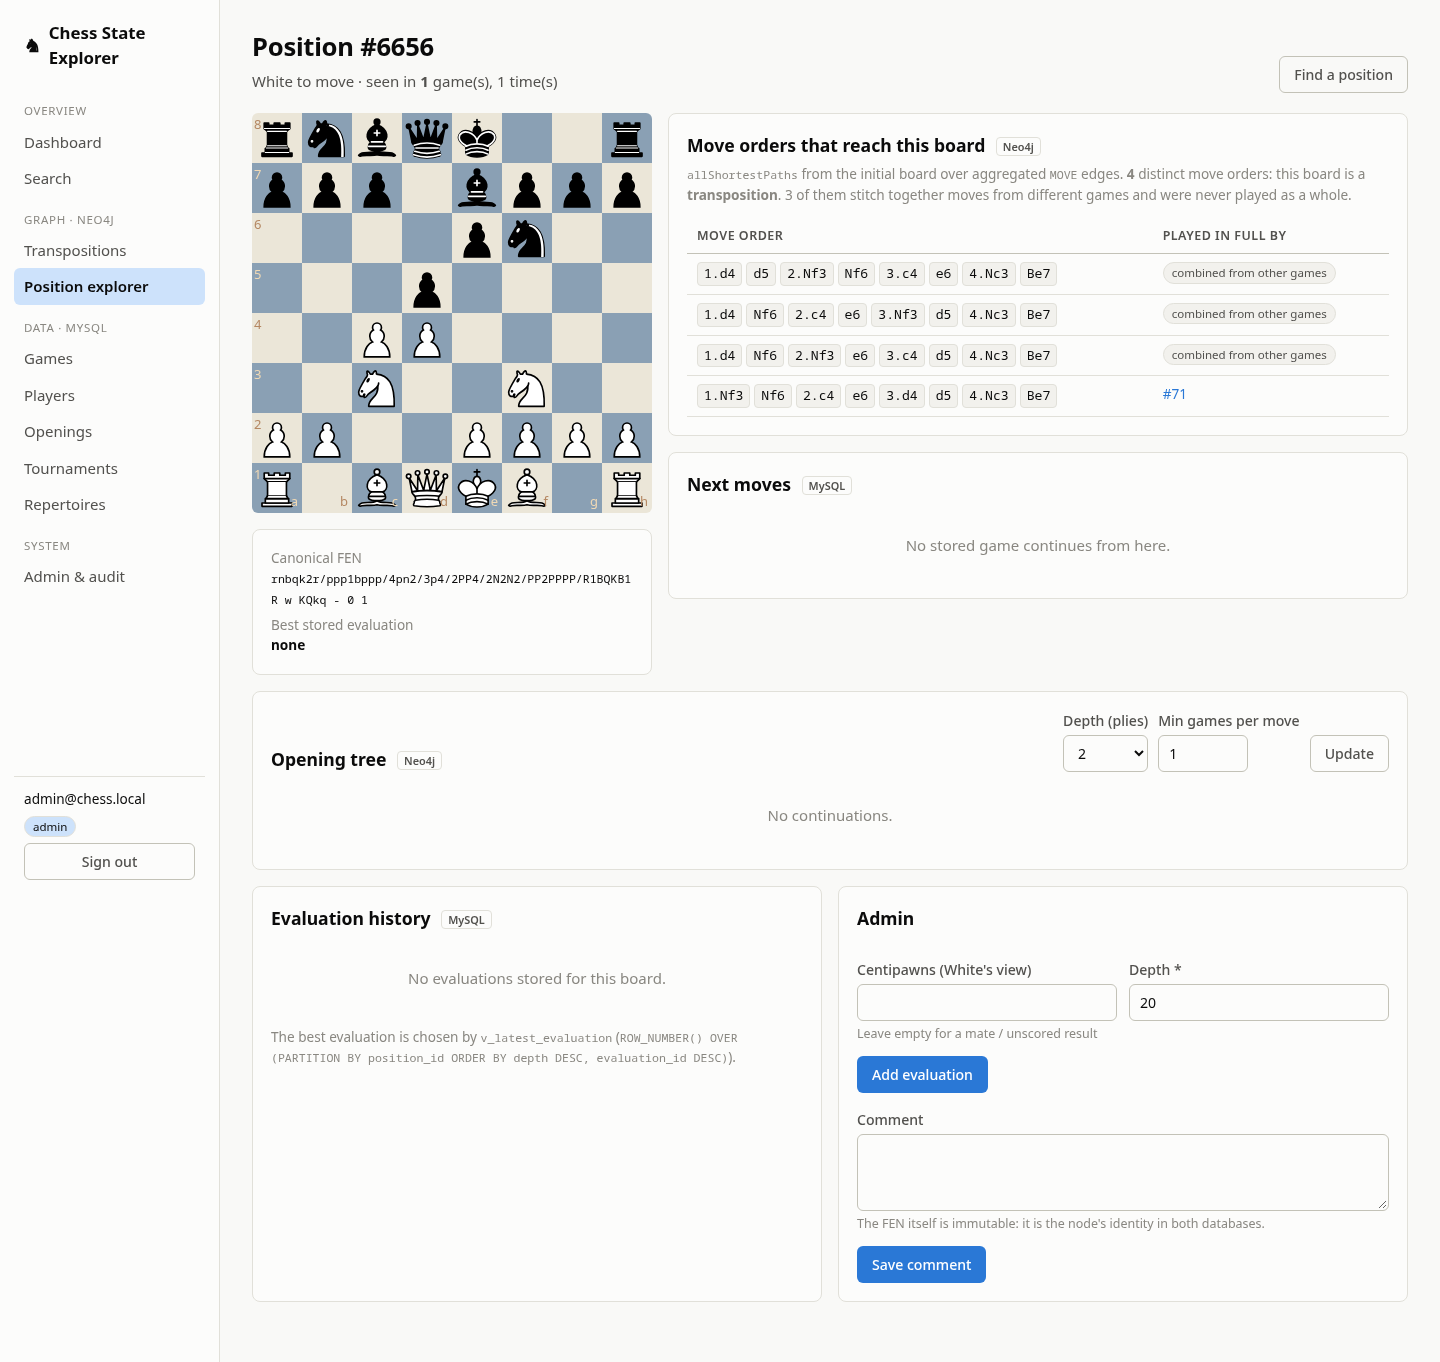 Chess State
Explorer
OVERVIEW
Dashboard
Search
GRAPH · NEO4J
Transpositions
Position explorer
DATA · MYSQL
Games
Players
Openings
Tournaments
Repertoires
SYSTEM
Admin & audit
admin@chess.local
admin
Sign out
Position #6656
White to move · seen in 1 game(s), 1 time(s)
Find a position
8
7
6
5
4
3
2
1
a
b
c
d
e
f
g
h
Canonical FEN
rnbqk2r/ppp1bppp/4pn2/3p4/2PP4/2N2N2/PP2PPPP/R1BQKB1
R w KQkq - 0 1
Best stored evaluation
none
Move orders that reach this board Neo4j
allShortestPaths from the initial board over aggregated MOVE edges. 4 distinct move orders: this board is a
transposition. 3 of them stitch together moves from different games and were never played as a whole.
MOVE ORDER PLAYED IN FULL BY
1.d4 d5 2.Nf3 Nf6 3.c4 e6 4.Nc3 Be7 combined from other games
1.d4 Nf6 2.c4 e6 3.Nf3 d5 4.Nc3 Be7 combined from other games
1.d4 Nf6 2.Nf3 e6 3.c4 d5 4.Nc3 Be7 combined from other games
1.Nf3 Nf6 2.c4 e6 3.d4 d5 4.Nc3 Be7 #71
Next moves MySQL
No stored game continues from here.
Opening tree Neo4j
Depth (plies) Min games per move
2 1 Update
No continuations.
Evaluation history MySQL
No evaluations stored for this board.
The best evaluation is chosen by v_latest_evaluation (ROW_NUMBER() OVER
(PARTITION BY position_id ORDER BY depth DESC, evaluation_id DESC)).
Admin
Centipawns (White's view) Depth *
20
Leave empty for a mate / unscored result
Add evaluation
Comment
The FEN itself is immutable: it is the node's identity in both databases.
Save comment